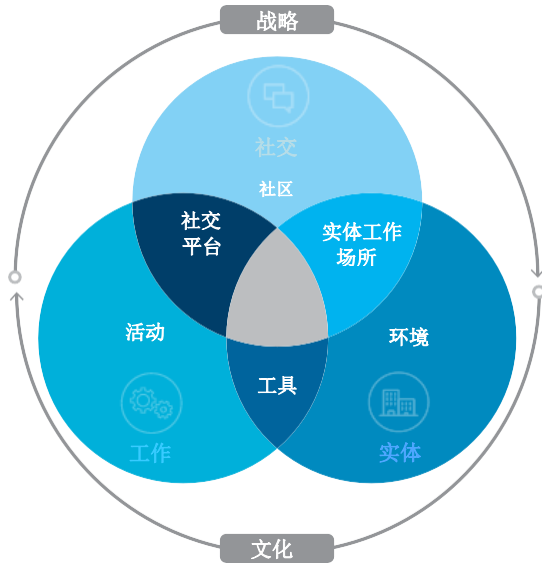 战略
社交
社区
社交
平台
实体工作
场所
活动
环境
工具
工作
实体
文化